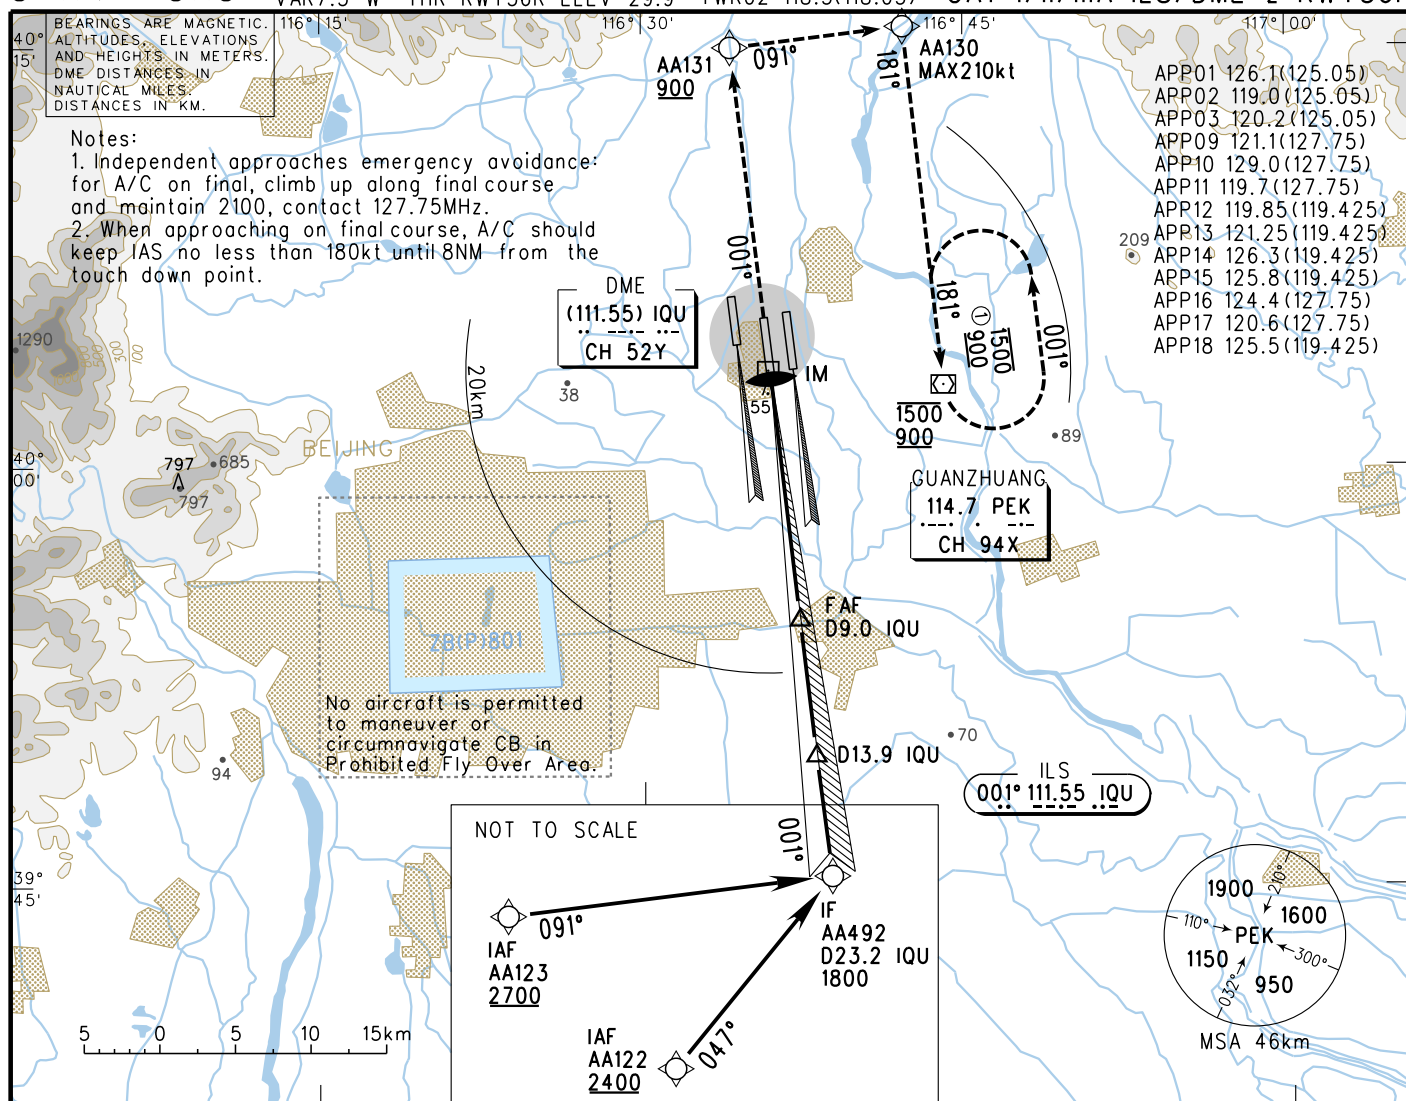 116° 15'
116° 30'
116° 45'
117° 00'
BEARINGS ARE MAGNETIC.
ALTITUDES, ELEVATIONS
AND HEIGHTS IN METERS.
DME DISTANCES IN
NAUTICAL MILES.
DISTANCES IN KM.
40°
15'
Notes:
1. Independent approaches emergency avoidance:
for A/C on final, climb up along final course
and maintain 2100, contact 127.75MHz.
2. When approaching on final course, A/C should
keep IAS no less than 180kt until 8NM from the
touch down point.
AA131
900
091°
AA130
MAX210kt
181°
APP01 126.1(125.05)
APP02 119.0(125.05)
APP03 120.2(125.05)
APP09 121.1(127.75)
APP10 129.0(127.75)
APP11 119.7(127.75)
APP12 119.85(119.425)
APP13 121.25(119.425)
APP14 126.3(119.425)
APP15 125.8(119.425)
APP16 124.4(127.75)
APP17 120.6(127.75)
APP18 125.5(119.425)
209
001°
181°
①
1500
900
001°
DME
(111.55) IQU
CH 52Y
1290
20km
38
IM
55
1500
900
89
BEIJING
797
685
797
40°
00'
GUANZHUANG
114.7 PEK
CH 94X
FAF
D9.0 IQU
ZB(P)801
No aircraft is permitted
to maneuver or
circumnavigate CB in
Prohibited Fly Over Area.
94
D13.9 IQU
70
ILS
001° 111.55 IQU
001°
NOT TO SCALE
39°
45'
091°
IAF
AA123
2700
IF
AA492
D23.2 IQU
1800
IAF
AA122
2400
047°
1900
210°
1600
110°
PEK
300°
1150
032°
950
MSA 46km
5 0 5 10 15km